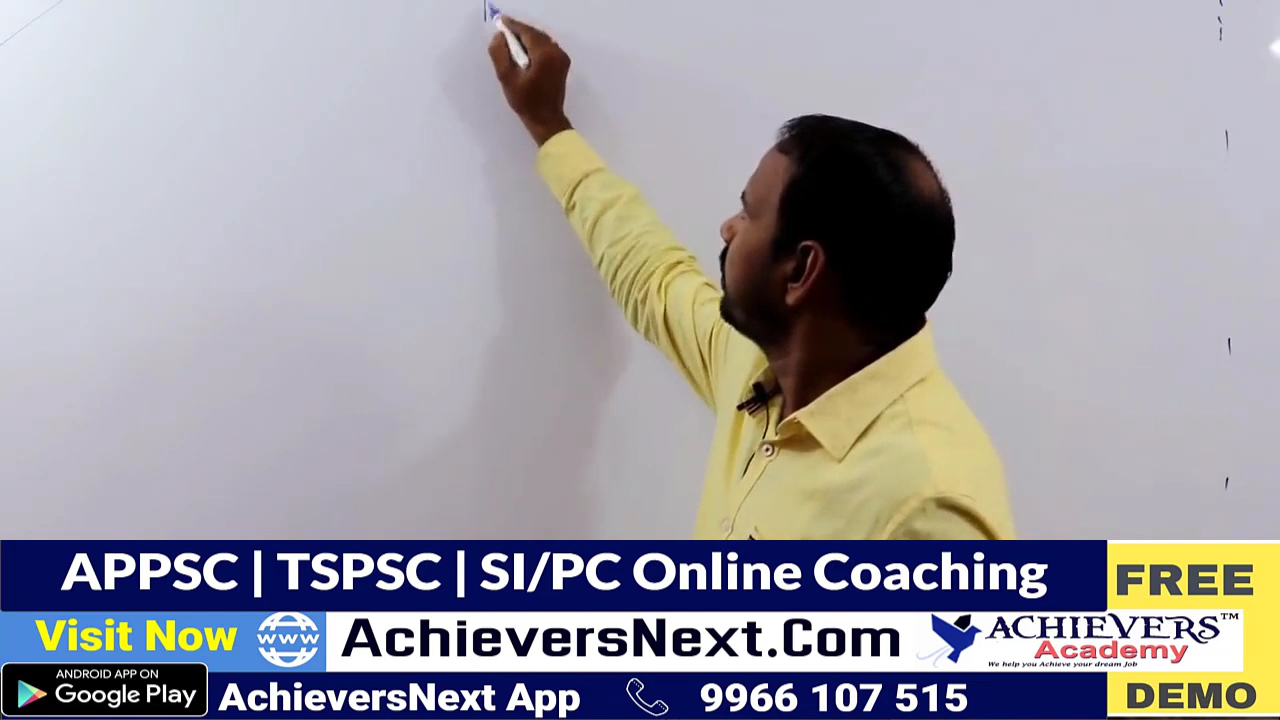 APPSC | TSPSC | SI/PC Online Coaching
FREE
Visit Now
www
AchieversNext.Com
ACHIEVERS™
Academy
We help you Achieve your dream Job
ANDROID APP ON
Google Play
AchieversNext App
9966 107 515
DEMO